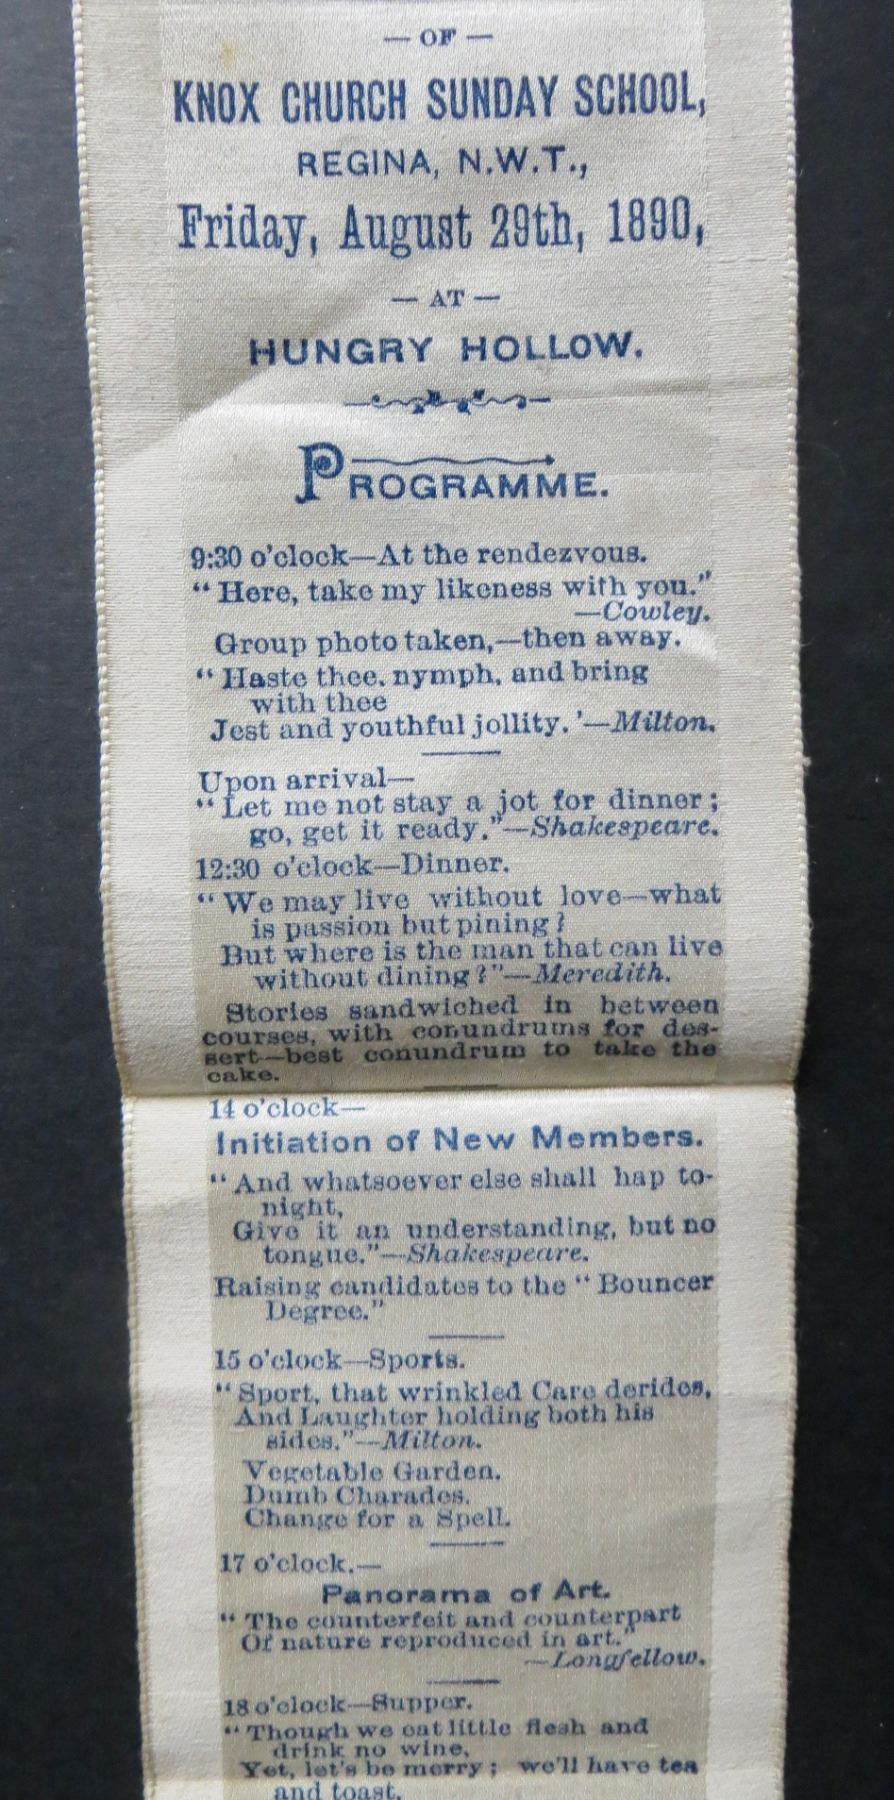 — OF —
KNOX CHURCH SUNDAY SCHOOL,
REGINA, N.W.T.,
Friday, August 29th, 1890,
— AT —
HUNGRY HOLLOW.
PROGRAMME.
9:30 o'clock—At the rendezvous.
"Here, take my likeness with you."
—Cowley.
Group photo taken,—then away.
"Haste thee. nymph, and bring
with thee
Jest and youthful jollity.'—Milton.
Upon arrival—
"Let me not stay a jot for dinner;
go, get it ready."—Shakespeare.
12:30 o'clock—Dinner.
"We may live without love—what
is passion but pining?
But where is the man that can live
without dining?"—Meredith.
Stories sandwiched in between
courses, with conundrums for des-
sert—best conundrum to take the
cake.
14 o'clock—
Initiation of New Members.
"And whatsoever else shall hap to-
night,
Give it an understanding, but no
tongue."—Shakespeare.
Raising candidates to the "Bouncer
Degree."
15 o'clock—Sports.
"Sport, that wrinkled Care derides,
And Laughter holding both his
sides."—Milton.
Vegetable Garden.
Dumb Charades.
Change for a Spell.
17 o'clock.—
Panorama of Art.
"The counterfeit and counterpart
Of nature reproduced in art."
—Longfellow.
18 o'clock—Supper.
"Though we eat little flesh and
drink no wine,
Yet, let's be merry; we'll have tea
and toast.